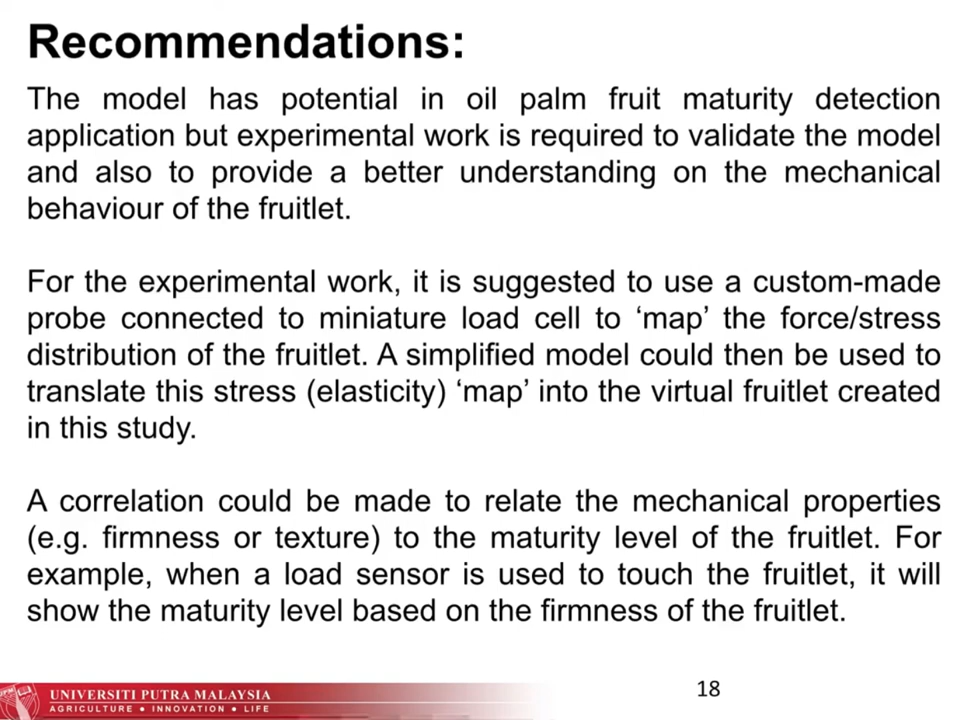 Recommendations:
The model has potential in oil palm fruit maturity detection
application but experimental work is required to validate the model
and also to provide a better understanding on the mechanical
behaviour of the fruitlet.
For the experimental work, it is suggested to use a custom-made
probe connected to miniature load cell to ‘map’ the force/stress
distribution of the fruitlet. A simplified model could then be used to
translate this stress (elasticity) ‘map’ into the virtual fruitlet created
in this study.
A correlation could be made to relate the mechanical properties
(e.g. firmness or texture) to the maturity level of the fruitlet. For
example, when a load sensor is used to touch the fruitlet, it will
show the maturity level based on the firmness of the fruitlet.
UNIVERSITI PUTRA MALAYSIA
AGRICULTURE ● INNOVATION ● LIFE
18